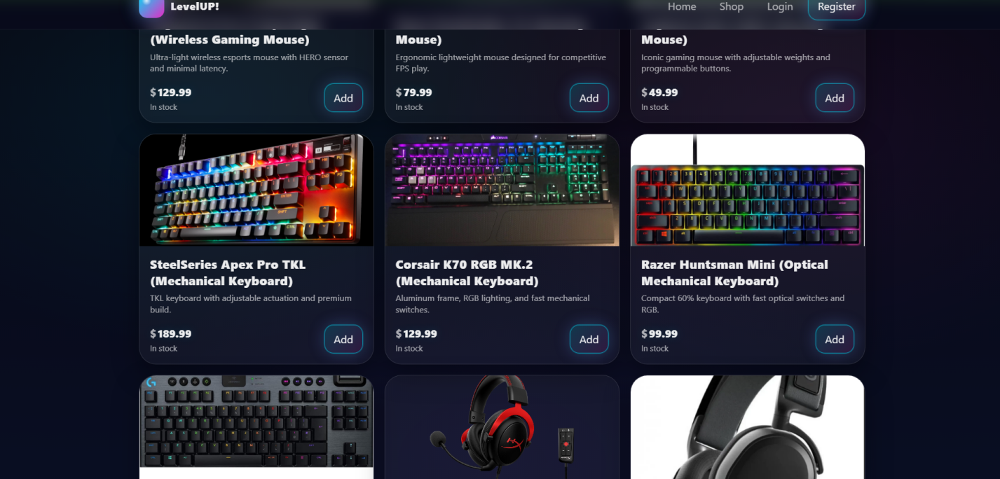 LevelUP!
Home
Shop
Login
Register
(Wireless Gaming Mouse)
Ultra-light wireless esports mouse with HERO sensor
and minimal latency.
$129.99
In stock
Add
Mouse)
Ergonomic lightweight mouse designed for competitive
FPS play.
$79.99
In stock
Add
Mouse)
Iconic gaming mouse with adjustable weights and
programmable buttons.
$49.99
In stock
Add
SteelSeries Apex Pro TKL
(Mechanical Keyboard)
TKL keyboard with adjustable actuation and premium
build.
$189.99
In stock
Add
Corsair K70 RGB MK.2
(Mechanical Keyboard)
Aluminum frame, RGB lighting, and fast mechanical
switches.
$129.99
In stock
Add
Razer Huntsman Mini (Optical
Mechanical Keyboard)
Compact 60% keyboard with fast optical switches and
RGB.
$99.99
In stock
Add